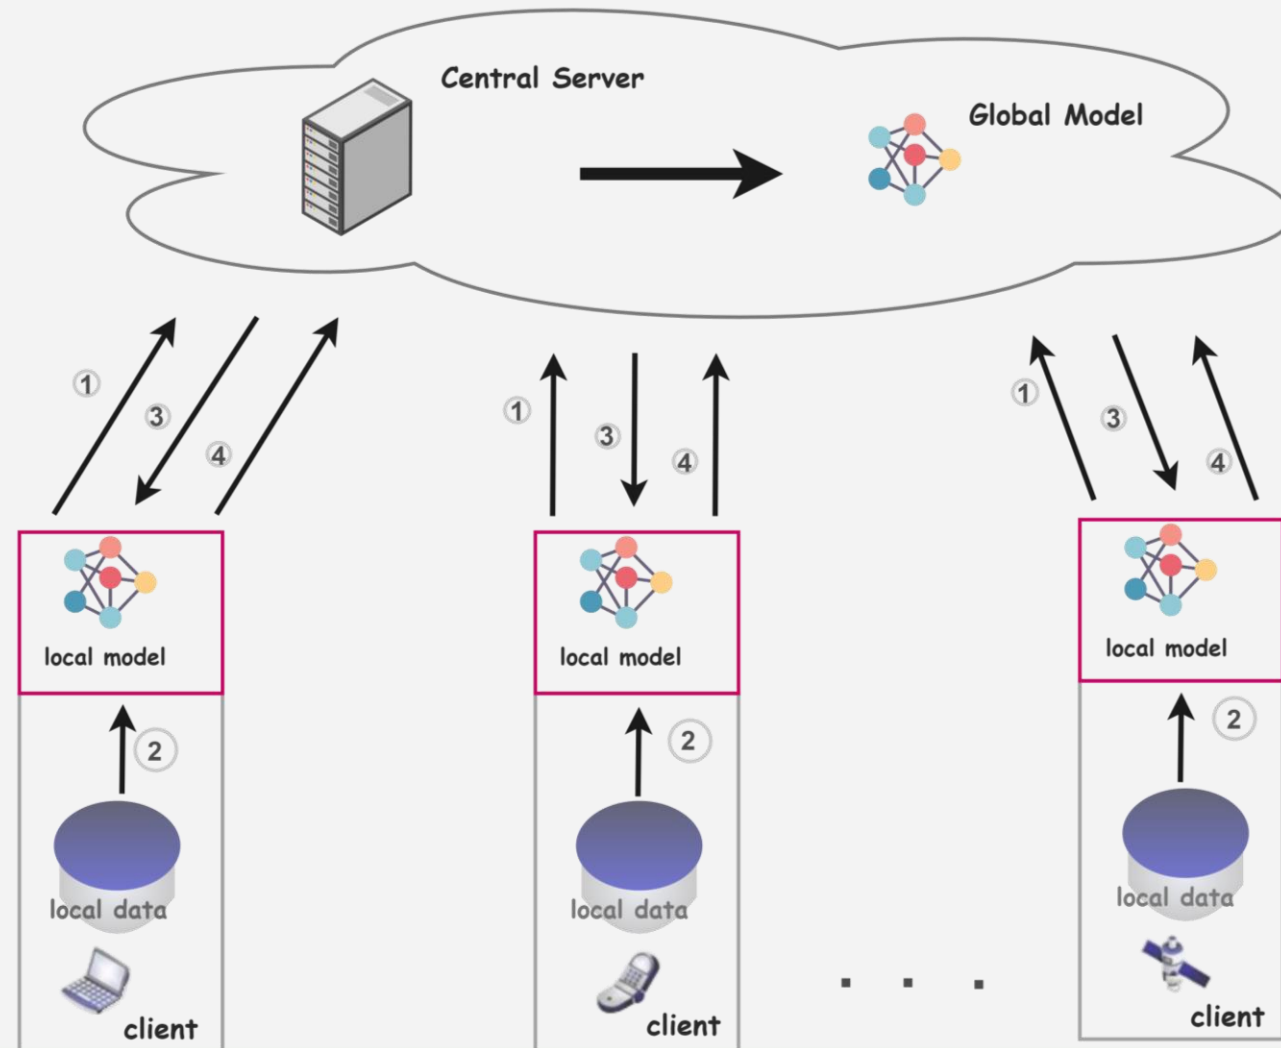 Central Server
Global Model
① ③ ④
① ③ ④
① ③ ④
local model
local model
local model
②
②
②
local data
local data
local data
. . .
client
client
client